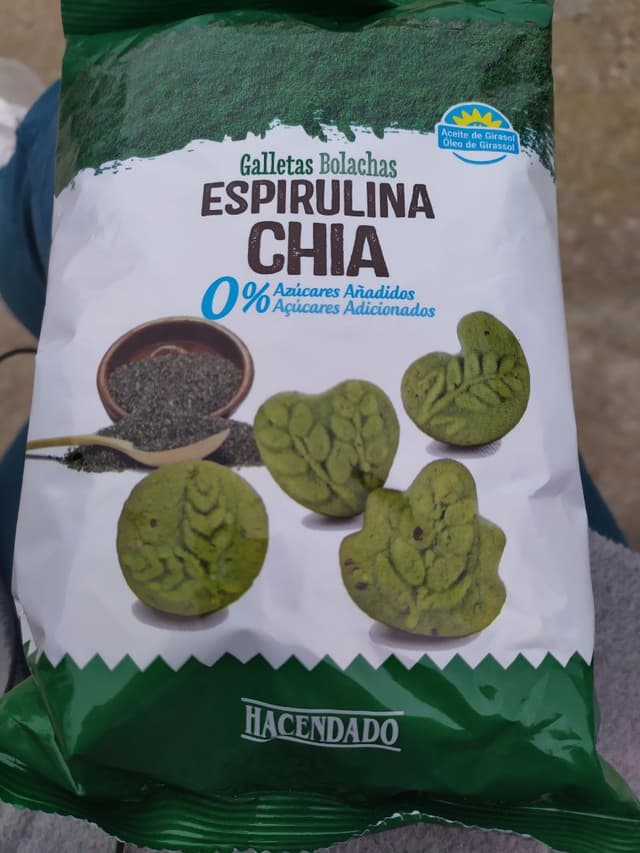 Aceite de Girasol
Óleo de Girassol
Galletas Bolachas
ESPIRULINA
CHIA
0% Azúcares Añadidos
Açúcares Adicionados
HACENDADO